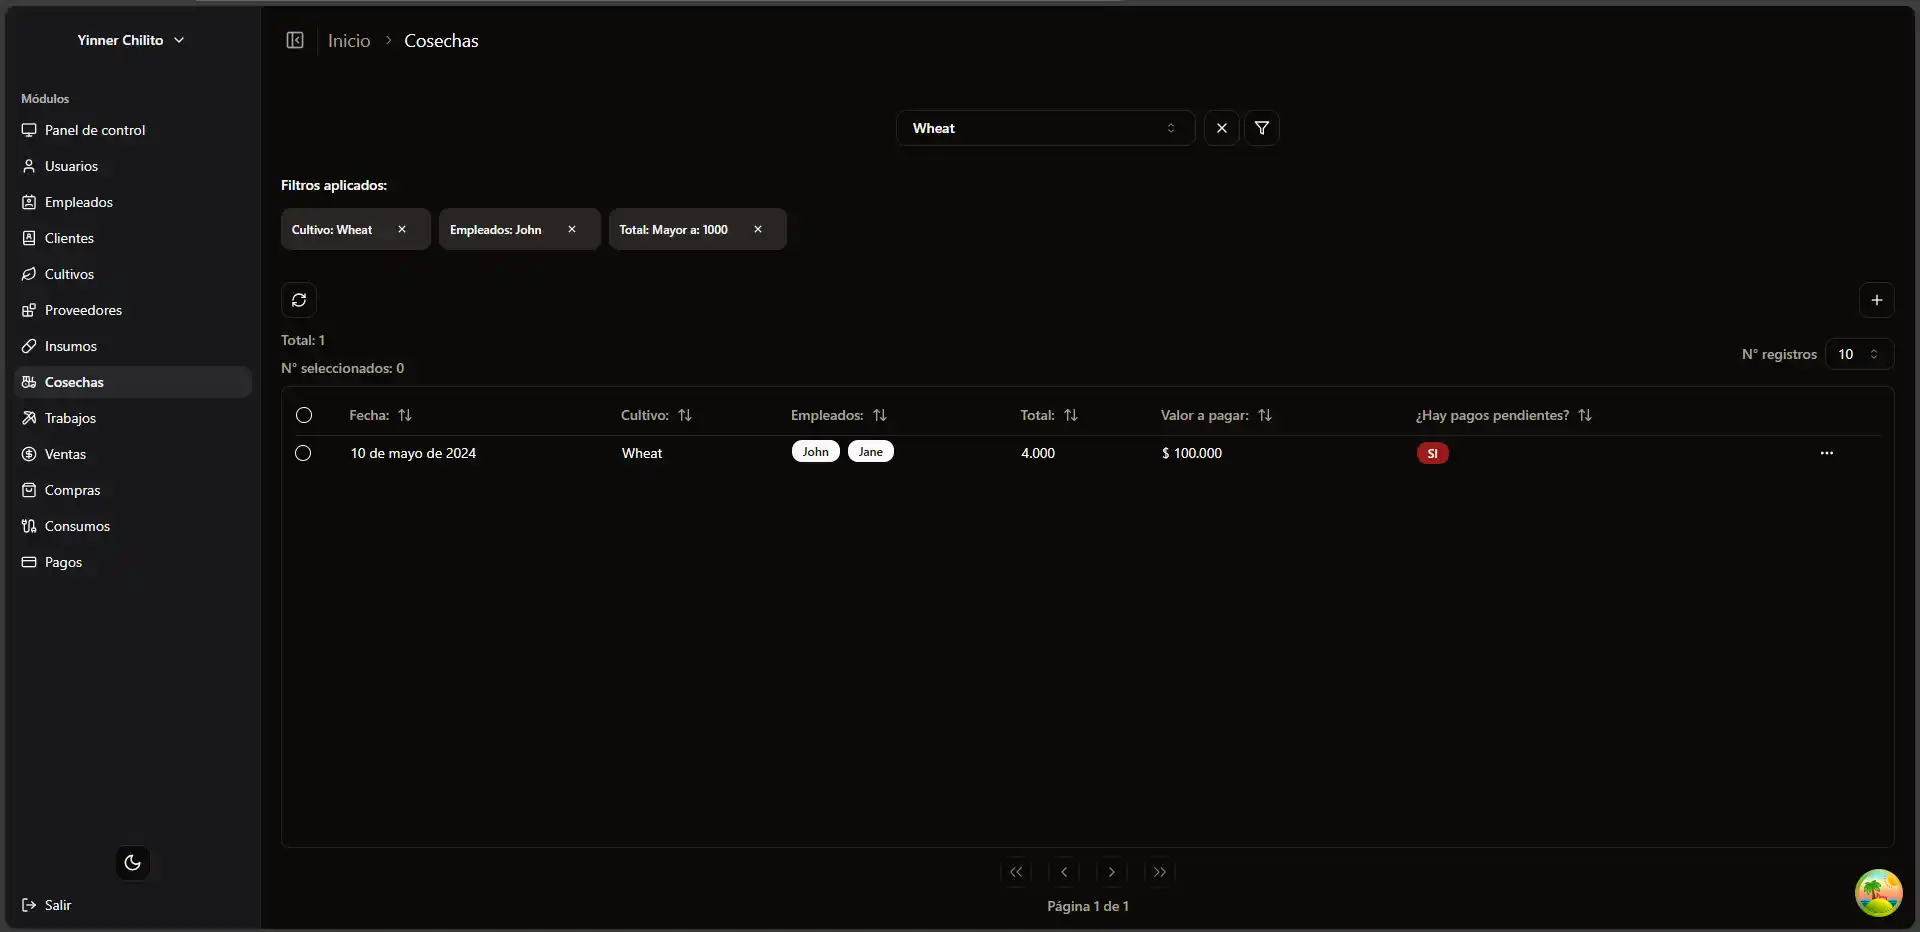 Yinner Chilito
Módulos
Panel de control
Usuarios
Empleados
Clientes
Cultivos
Proveedores
Insumos
Cosechas
Trabajos
Ventas
Compras
Consumos
Pagos
Salir
Inicio > Cosechas
Wheat
Filtros aplicados:
Cultivo: Wheat Empleados: John Total: Mayor a: 1000
Total: 1
N° seleccionados: 0
N° registros 10
Fecha: Cultivo: Empleados: Total: Valor a pagar: ¿Hay pagos pendientes?
10 de mayo de 2024 Wheat John Jane 4.000 $ 100.000 SI
Página 1 de 1